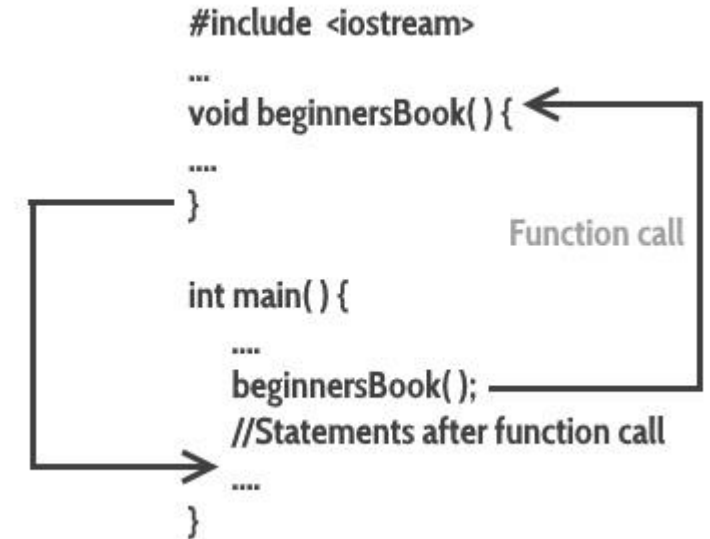 #include <iostream>
...
void beginnersBook( ) {
....
}
Function call
int main( ) {
....
beginnersBook( );
//Statements after function call
....
}